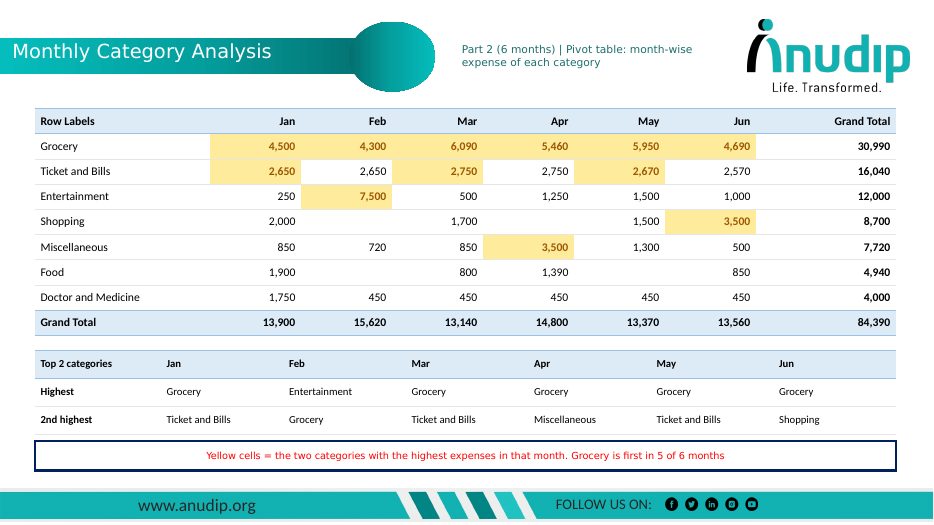 Monthly Category Analysis
Part 2 (6 months) | Pivot table: month-wise
expense of each category
Anudip
Life. Transformed.
Row Labels Jan Feb Mar Apr May Jun Grand Total
Grocery 4,500 4,300 6,090 5,460 5,950 4,690 30,990
Ticket and Bills 2,650 2,650 2,750 2,750 2,670 2,570 16,040
Entertainment 250 7,500 500 1,250 1,500 1,000 12,000
Shopping 2,000 1,700 1,500 3,500 8,700
Miscellaneous 850 720 850 3,500 1,300 500 7,720
Food 1,900 800 1,390 850 4,940
Doctor and Medicine 1,750 450 450 450 450 450 4,000
Grand Total 13,900 15,620 13,140 14,800 13,370 13,560 84,390
Top 2 categories Jan Feb Mar Apr May Jun
Highest Grocery Entertainment Grocery Grocery Grocery Grocery
2nd highest Ticket and Bills Grocery Ticket and Bills Miscellaneous Ticket and Bills Shopping
Yellow cells = the two categories with the highest expenses in that month. Grocery is first in 5 of 6 months
www.anudip.org
FOLLOW US ON: